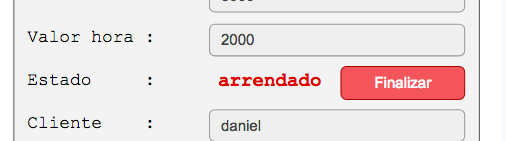 Valor hora : 2000
Estado : arrendado Finalizar
Cliente : daniel